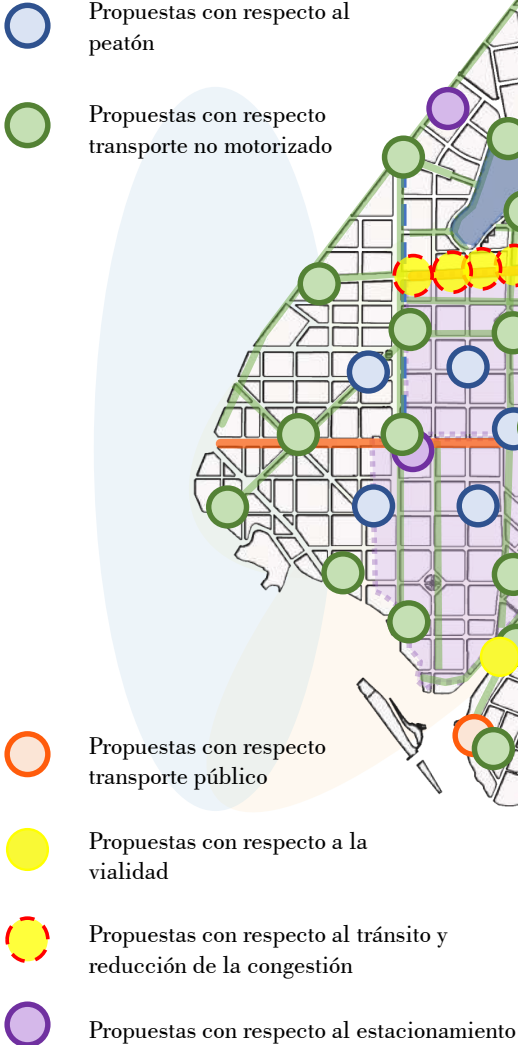 Propuestas con respecto al
peatón
Propuestas con respecto
transporte no motorizado
Propuestas con respecto
transporte público
Propuestas con respecto a la
vialidad
Propuestas con respecto al tránsito y
reducción de la congestión
Propuestas con respecto al estacionamiento